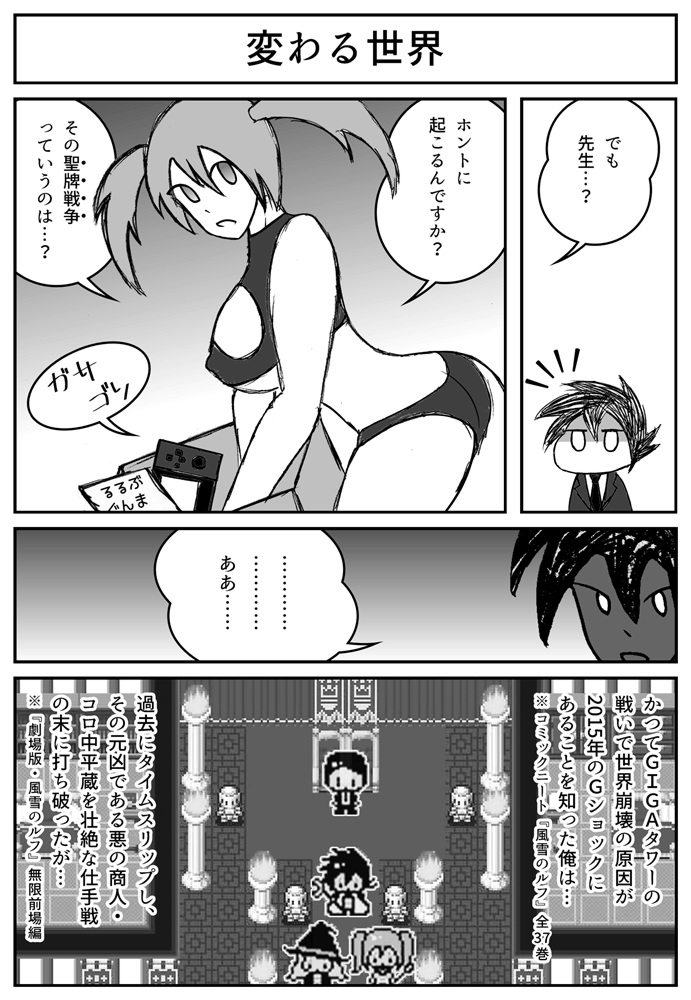 変わる世界
でも
先生…?
ホントに
起こるんですか?
その聖牌戦争
っていうのは…?
ガサ
ゴソ
るるぶ
ぐんま
…………
ああ……
かつてGIGAタワーの
戦いで世界崩壊の原因が
2015年のGショックに
あることを知った俺は…
※コミックニート『風雪のルフ』全37巻
過去にタイムスリップし、
その元凶である悪の商人・
コロ中平蔵を壮絶な仕手戦
の末に打ち破ったが…
※『劇場版・風雪のルフ』無限前場編